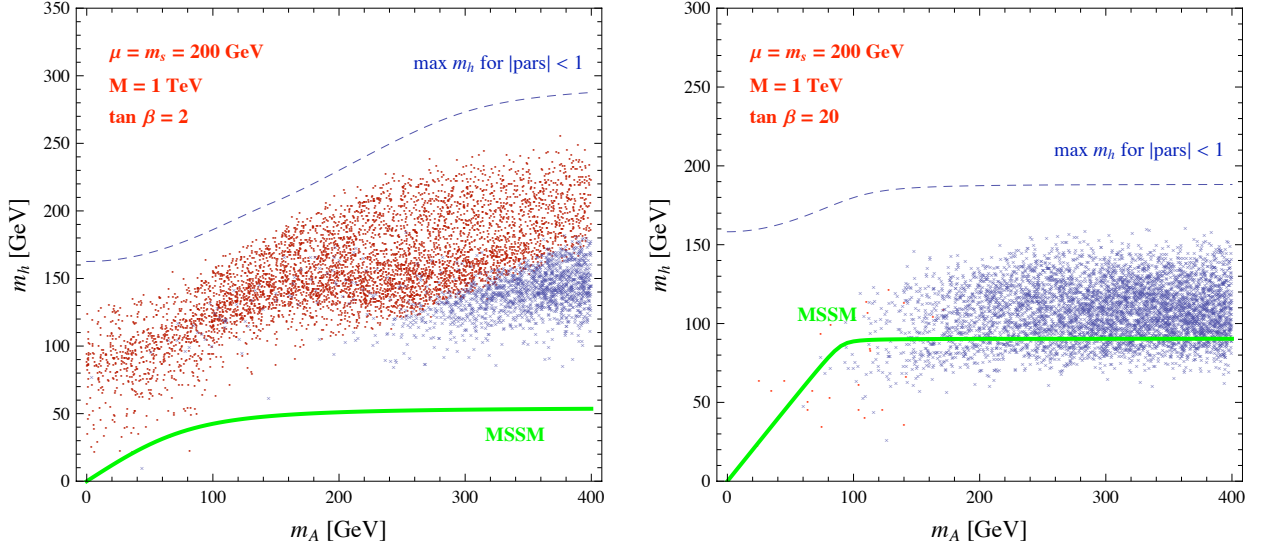 350
300
250
200
150
100
50
0
m_h [GeV]
μ = m_s = 200 GeV
M = 1 TeV
tan β = 2
max m_h for |pars| < 1
MSSM
0 100 200 300 400
m_A [GeV]
300
250
200
150
100
50
0
m_h [GeV]
μ = m_s = 200 GeV
M = 1 TeV
tan β = 20
max m_h for |pars| < 1
MSSM
0 100 200 300 400
m_A [GeV]